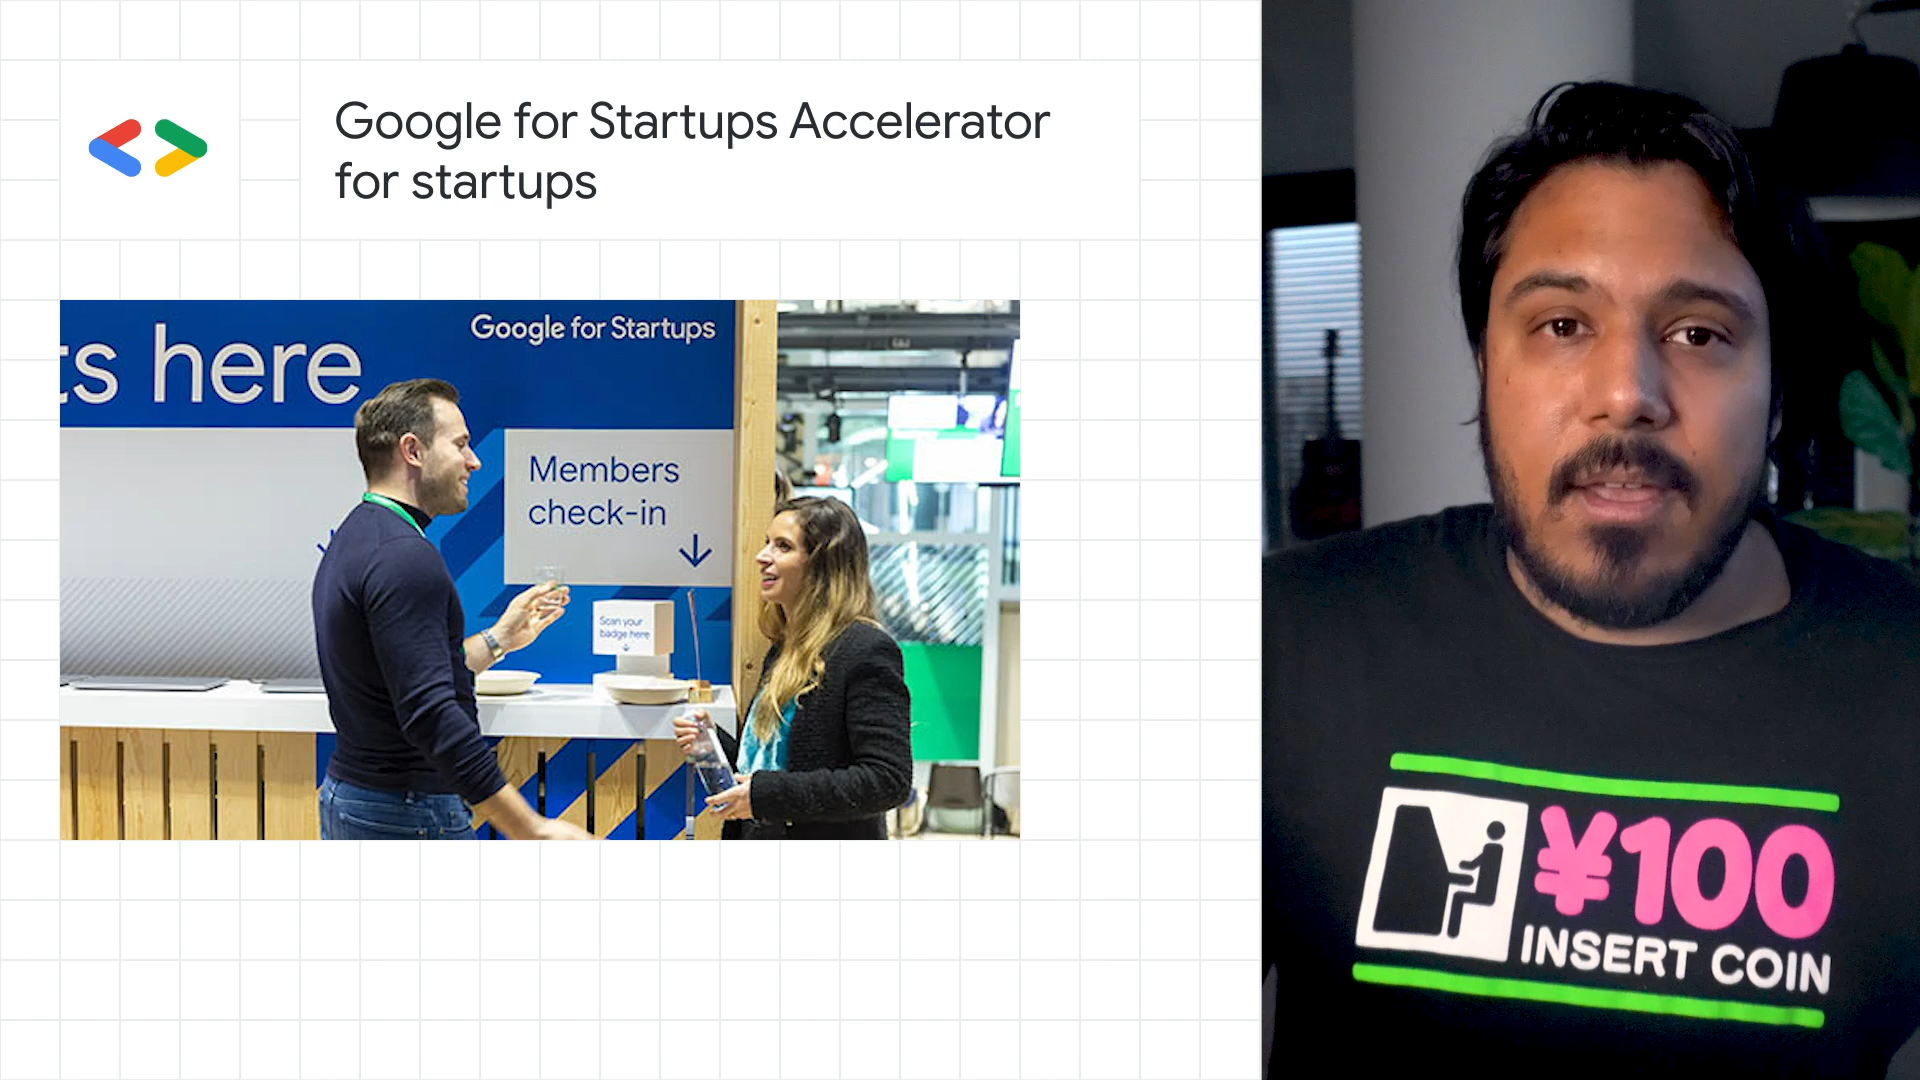 Google for Startups Accelerator
for startups
ts here
Google for Startups
Members
check-in
Scan your
badge here
¥100
INSERT COIN